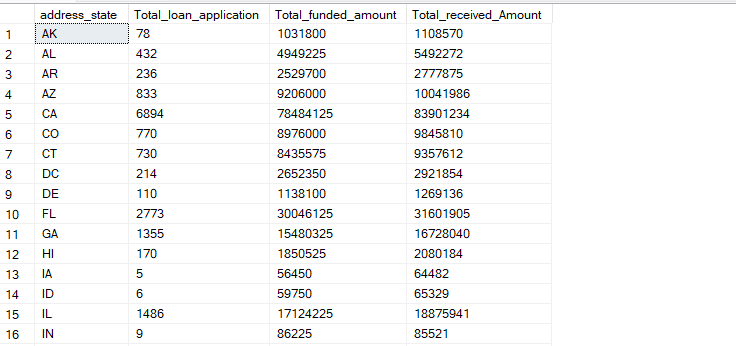 address_state Total_loan_application Total_funded_amount Total_received_Amount
1 AK 78 1031800 1108570
2 AL 432 4949225 5492272
3 AR 236 2529700 2777875
4 AZ 833 9206000 10041986
5 CA 6894 78484125 83901234
6 CO 770 8976000 9845810
7 CT 730 8435575 9357612
8 DC 214 2652350 2921854
9 DE 110 1138100 1269136
10 FL 2773 30046125 31601905
11 GA 1355 15480325 16728040
12 HI 170 1850525 2080184
13 IA 5 56450 64482
14 ID 6 59750 65329
15 IL 1486 17124225 18875941
16 IN 9 86225 85521